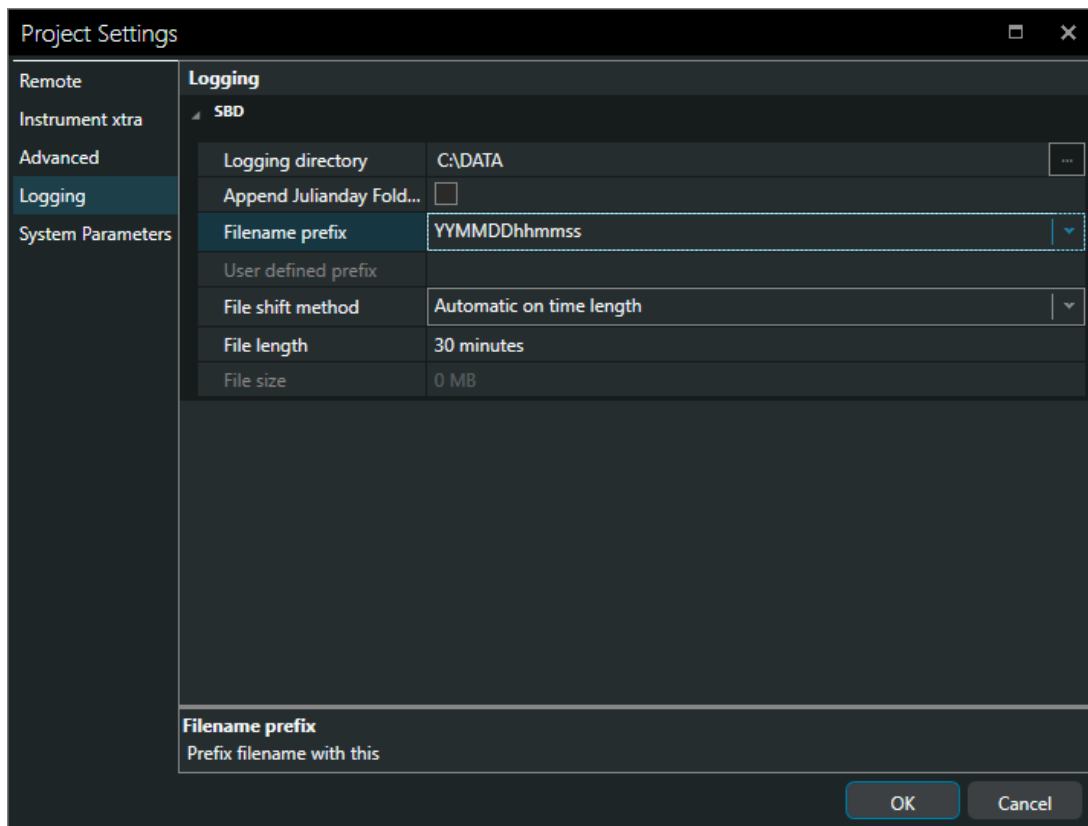 Project Settings
Remote
Instrument xtra
Advanced
Logging
System Parameters
Logging
SBD
Logging directory C:\DATA ...
Append Julianday Fold...
Filename prefix YYMMDDhhmmss
User defined prefix
File shift method Automatic on time length
File length 30 minutes
File size 0 MB
Filename prefix
Prefix filename with this
OK Cancel